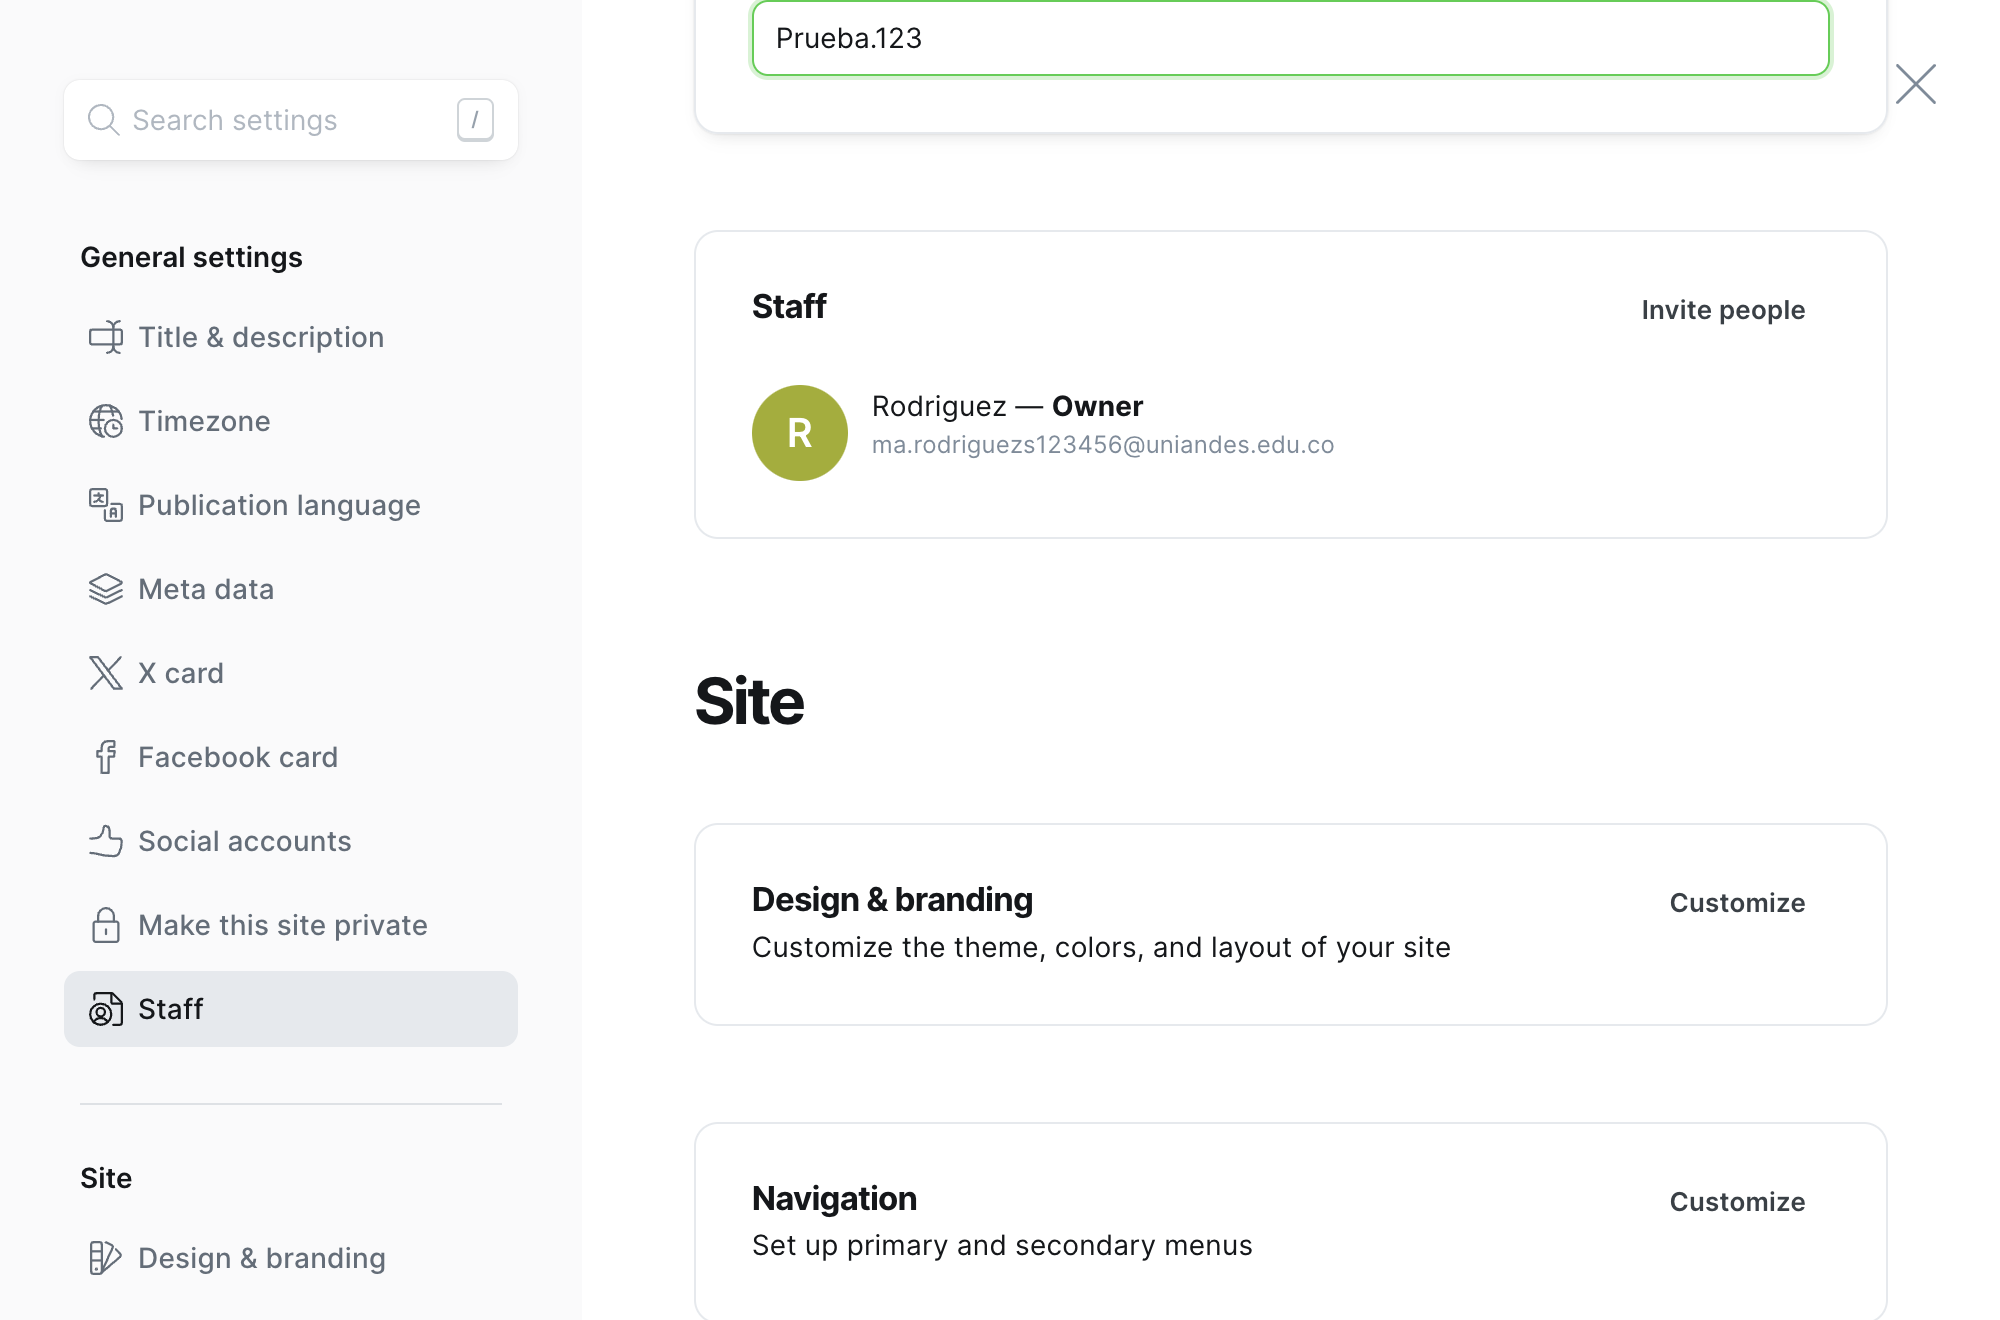 Prueba.123
Search settings
/
General settings
Title & description
Timezone
Publication language
Meta data
X card
Facebook card
Social accounts
Make this site private
Staff
Site
Design & branding
Staff
Invite people
R
Rodriguez — Owner
ma.rodriguezs123456@uniandes.edu.co
Site
Design & branding
Customize
Customize the theme, colors, and layout of your site
Navigation
Customize
Set up primary and secondary menus